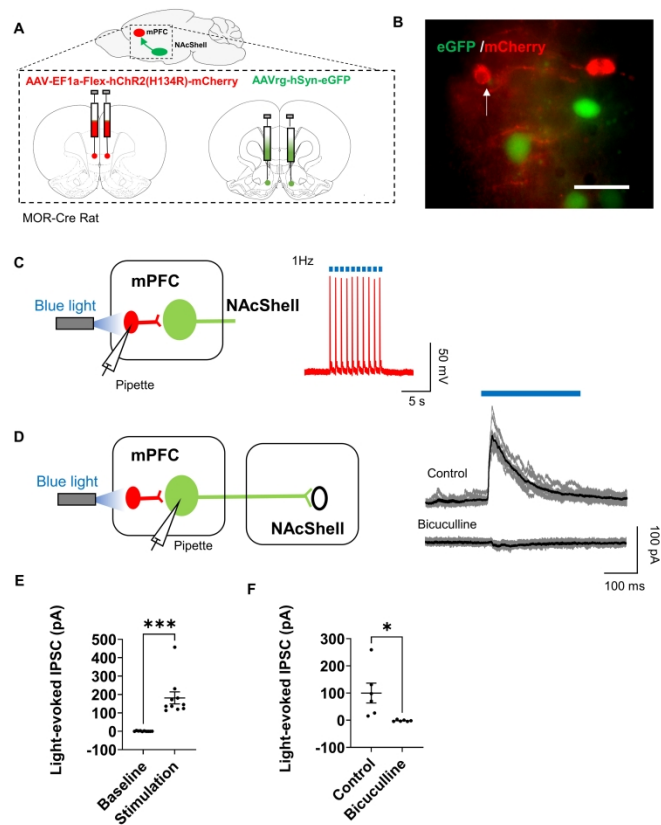 A
mPFC
NAcShell
AAV-EF1a-Flex-hChR2(H134R)-mCherry
AAVrg-hSyn-eGFP
MOR-Cre Rat
B
eGFP /mCherry
C
mPFC
Blue light
NAcShell
Pipette
1Hz
50 mV
5 s
D
mPFC
Blue light
NAcShell
Pipette
Control
Bicuculline
100 pA
100 ms
E
Light-evoked IPSC (pA)
500
400
300
200
100
0
-100
***
Baseline
Stimulation
F
Light-evoked IPSC (pA)
300
200
100
0
-100
*
Control
Bicuculline